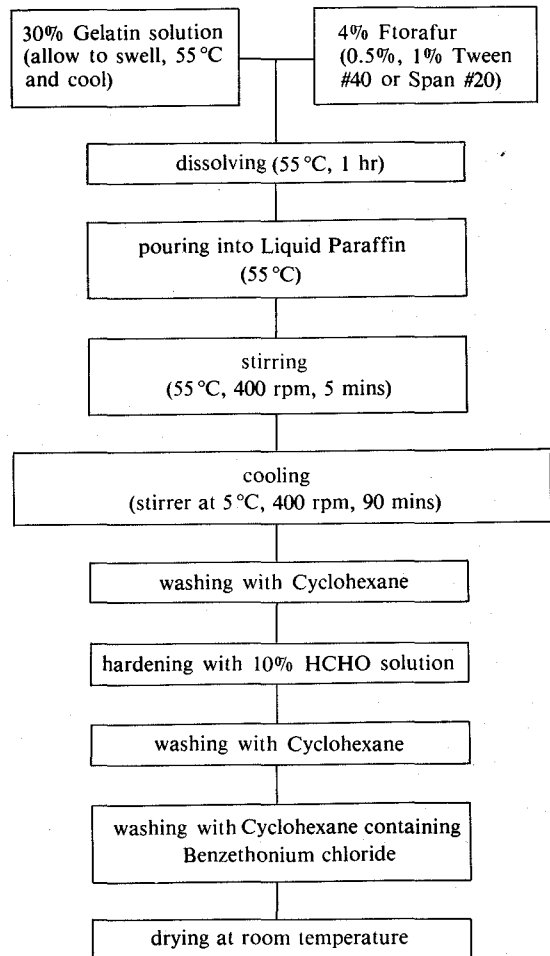 30% Gelatin solution
(allow to swell, 55 °C
and cool)
4% Ftorafur
(0.5%, 1% Tween
#40 or Span #20)
dissolving (55 °C, 1 hr)
pouring into Liquid Paraffin
(55 °C)
stirring
(55 °C, 400 rpm, 5 mins)
cooling
(stirrer at 5 °C, 400 rpm, 90 mins)
washing with Cyclohexane
hardening with 10% HCHO solution
washing with Cyclohexane
washing with Cyclohexane containing
Benzethonium chloride
drying at room temperature